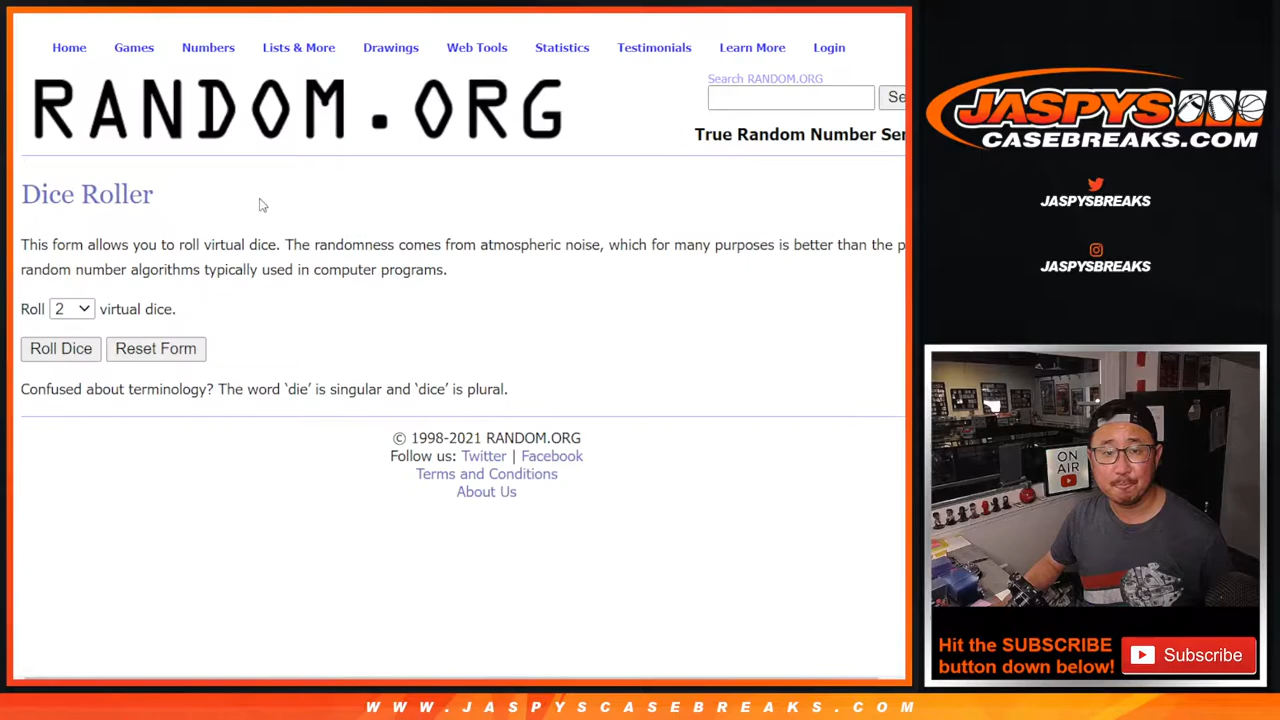 Home Games Numbers Lists & More Drawings Web Tools Statistics Testimonials Learn More Login
RANDOM.ORG
Search RANDOM.ORG
Se
True Random Number Ser
Dice Roller
This form allows you to roll virtual dice. The randomness comes from atmospheric noise, which for many purposes is better than the p
random number algorithms typically used in computer programs.
Roll 2 virtual dice.
Roll Dice Reset Form
Confused about terminology? The word ‘die’ is singular and ‘dice’ is plural.
© 1998-2021 RANDOM.ORG
Follow us: Twitter | Facebook
Terms and Conditions
About Us
JASPYS
CASEBREAKS.COM
JASPYSBREAKS
JASPYSBREAKS
ON
AIR
Hit the SUBSCRIBE
button down below!
Subscribe
WWW.JASPYSCASEBREAKS.COM